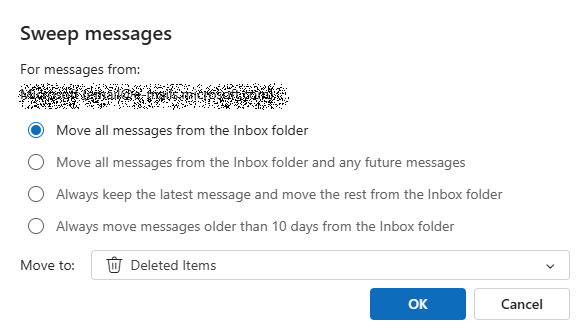 Sweep messages
For messages from:
Move all messages from the Inbox folder
Move all messages from the Inbox folder and any future messages
Always keep the latest message and move the rest from the Inbox folder
Always move messages older than 10 days from the Inbox folder
Move to: Deleted Items
OK Cancel